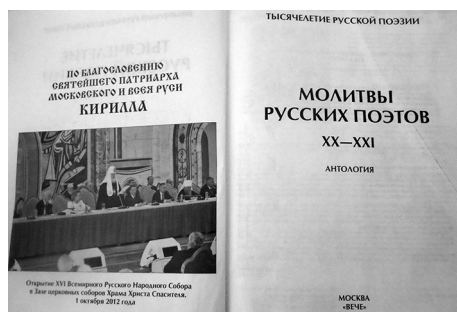 ПО БЛАГОСЛОВЕНИЮ
СВЯТЕЙШЕГО ПАТРИАРХА
МОСКОВСКОГО И ВСЕЯ РУСИ
КИРИЛЛА
Открытие XVI Всемирного Русского Народного Собора
в Зале церковных соборов Храма Христа Спасителя.
1 октября 2012 года
ТЫСЯЧЕЛЕТИЕ РУССКОЙ ПОЭЗИИ
МОЛИТВЫ
РУССКИХ ПОЭТОВ
XX—XXI
АНТОЛОГИЯ
МОСКВА
«ВЕЧЕ»